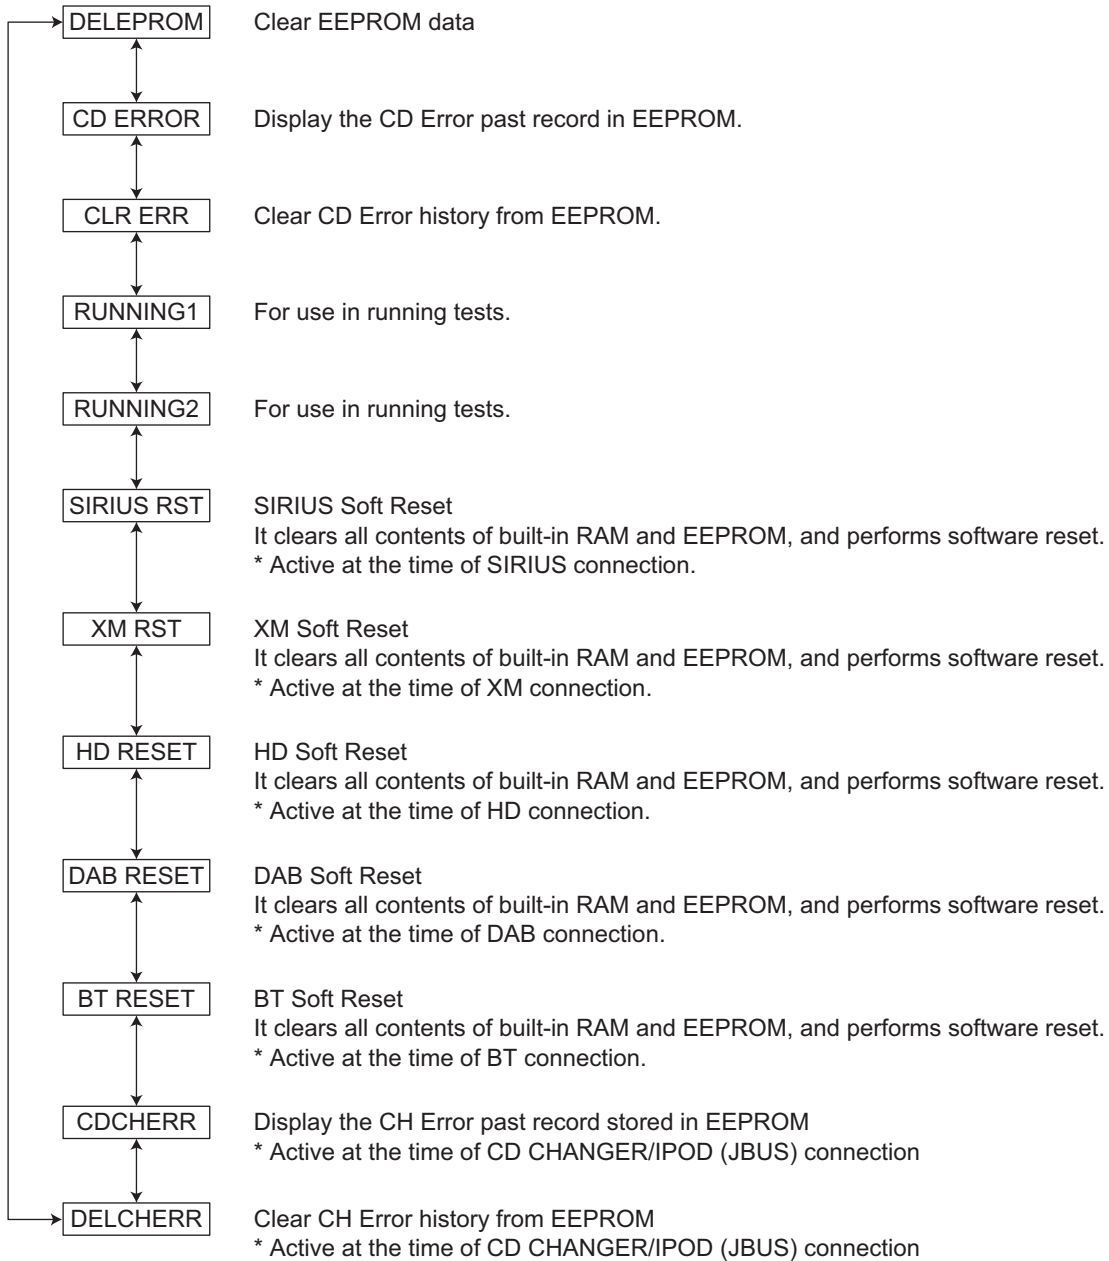 DELEPROM Clear EEPROM data
CD ERROR Display the CD Error past record in EEPROM.
CLR ERR Clear CD Error history from EEPROM.
RUNNING1 For use in running tests.
RUNNING2 For use in running tests.
SIRIUS RST SIRIUS Soft Reset
It clears all contents of built-in RAM and EEPROM, and performs software reset.
* Active at the time of SIRIUS connection.
XM RST XM Soft Reset
It clears all contents of built-in RAM and EEPROM, and performs software reset.
* Active at the time of XM connection.
HD RESET HD Soft Reset
It clears all contents of built-in RAM and EEPROM, and performs software reset.
* Active at the time of HD connection.
DAB RESET DAB Soft Reset
It clears all contents of built-in RAM and EEPROM, and performs software reset.
* Active at the time of DAB connection.
BT RESET BT Soft Reset
It clears all contents of built-in RAM and EEPROM, and performs software reset.
* Active at the time of BT connection.
CDCHERR Display the CH Error past record stored in EEPROM
* Active at the time of CD CHANGER/IPOD (JBUS) connection
DELCHERR Clear CH Error history from EEPROM
* Active at the time of CD CHANGER/IPOD (JBUS) connection